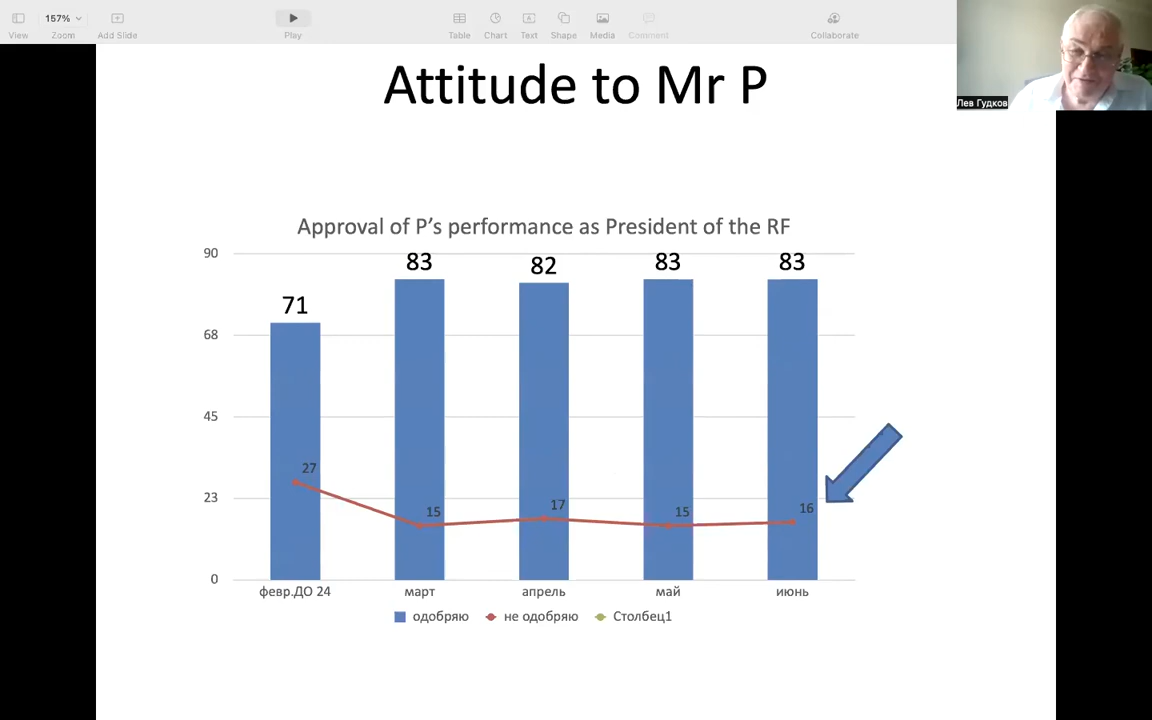 157%
View
Zoom
Add Slide
Play
Table
Chart
Text
Shape
Media
Comment
Collaborate
Лев Гудков
Attitude to Mr P
Approval of P’s performance as President of the RF
90
68
45
23
0
71
83
82
83
83
27
15
17
15
16
февр.ДО 24
март
апрель
май
июнь
одобряю
не одобряю
Столбец1